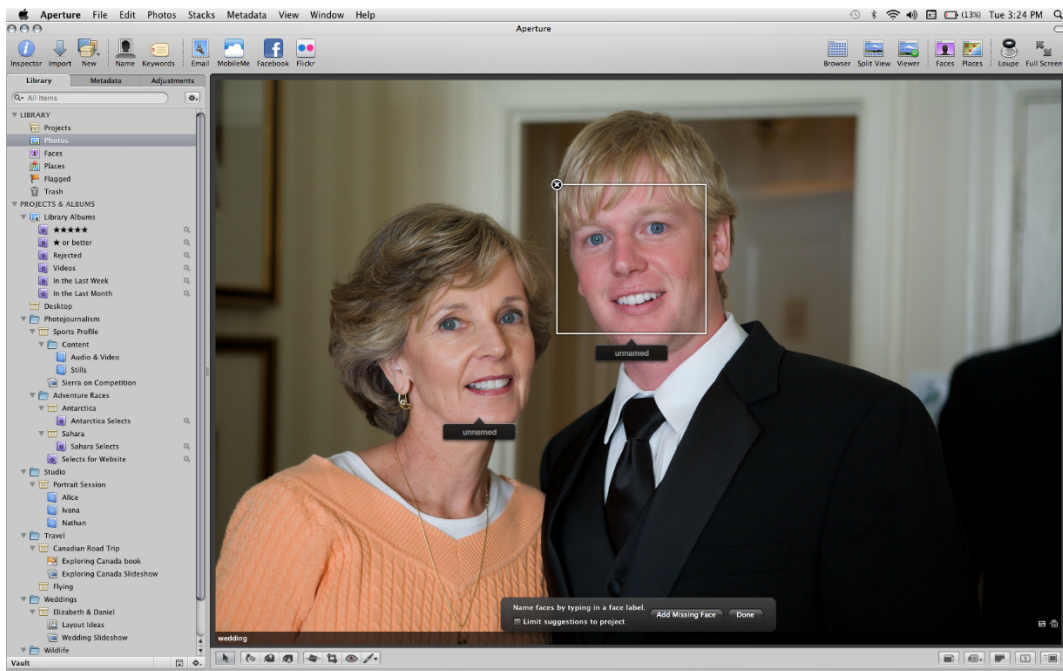 Aperture File Edit Photos Stacks Metadata View Window Help (13%) Tue 3:24 PM
Aperture
Inspector Import New Name Keywords Email MobileMe Facebook Flickr Browser Split View Viewer Faces Places Loupe Full Screen
Library Metadata Adjustments
All Items
LIBRARY
Projects
Photos
Faces
Places
Flagged
Trash
PROJECTS & ALBUMS
Library Albums
★★★★★
★ or better
Rejected
Videos
In the Last Week
In the Last Month
Desktop
Photojournalism
Sports Profile
Content
Audio & Video
Stills
Sierra on Competition
Adventure Races
Antarctica
Antarctica Selects
Sahara
Sahara Selects
Selects for Website
Studio
Portrait Session
Alice
Ivana
Nathan
Travel
Canadian Road Trip
Exploring Canada book
Exploring Canada Slideshow
Flying
Weddings
Elizabeth & Daniel
Layout Ideas
Wedding Slideshow
Wildlife
Vault
unnamed
unnamed
Name faces by typing in a face label.
Limit suggestions to project
Add Missing Face Done
wedding